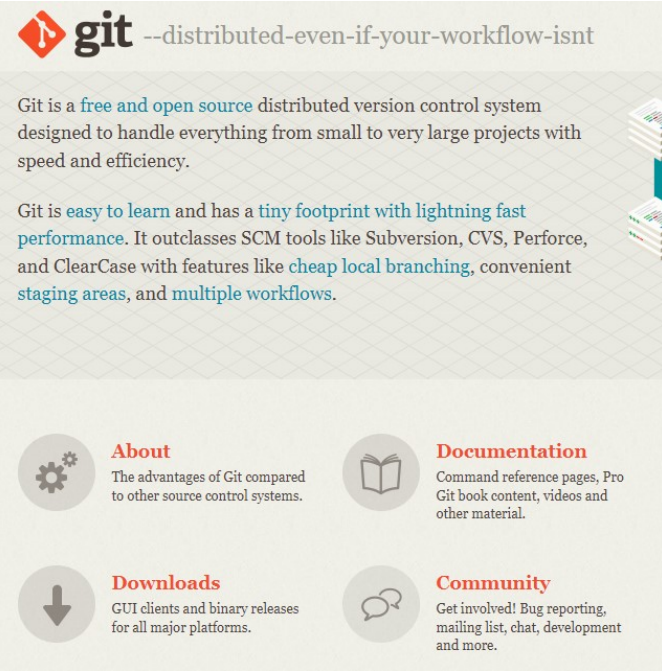 git --distributed-even-if-your-workflow-isnt
Git is a free and open source distributed version control system
designed to handle everything from small to very large projects with
speed and efficiency.
Git is easy to learn and has a tiny footprint with lightning fast
performance. It outclasses SCM tools like Subversion, CVS, Perforce,
and ClearCase with features like cheap local branching, convenient
staging areas, and multiple workflows.
About
The advantages of Git compared
to other source control systems.
Documentation
Command reference pages, Pro
Git book content, videos and
other material.
Downloads
GUI clients and binary releases
for all major platforms.
Community
Get involved! Bug reporting,
mailing list, chat, development
and more.